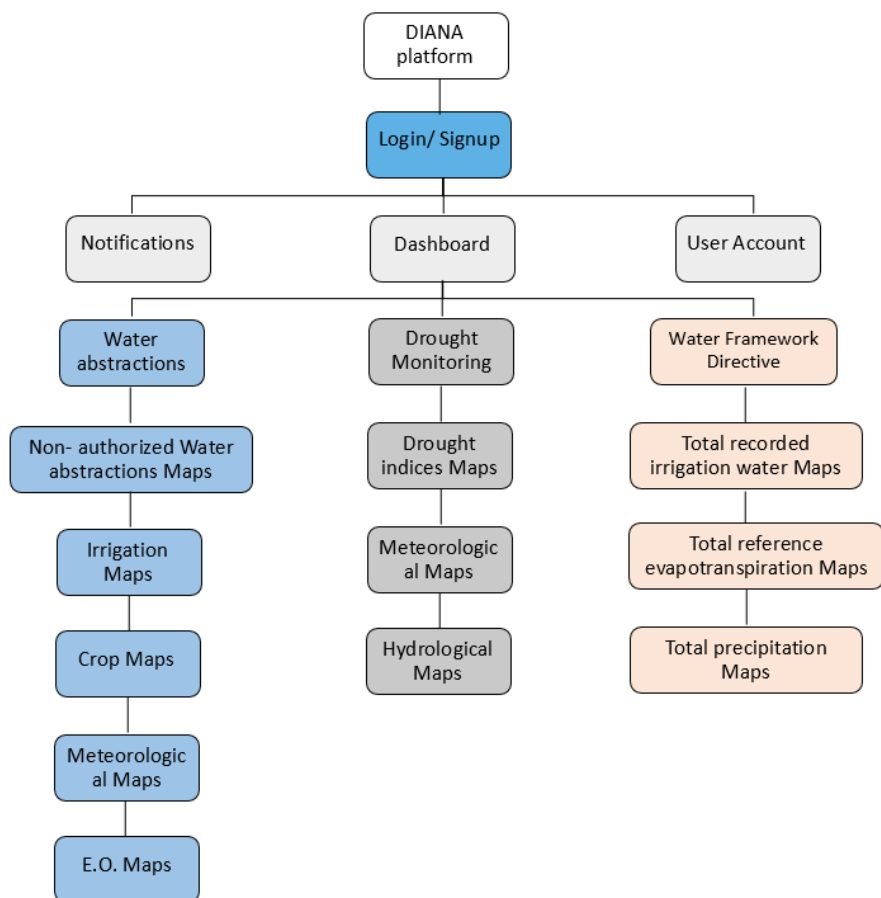 DIANA
platform
Login/ Signup
Notifications
Dashboard
User Account
Water
abstractions
Drought
Monitoring
Water Framework
Directive
Non- authorized Water
abstractions Maps
Drought
indices Maps
Total recorded
irrigation water Maps
Irrigation
Maps
Meteorologic
al Maps
Total reference
evapotranspiration Maps
Crop Maps
Hydrological
Maps
Total precipitation
Maps
Meteorologic
al Maps
E.O. Maps